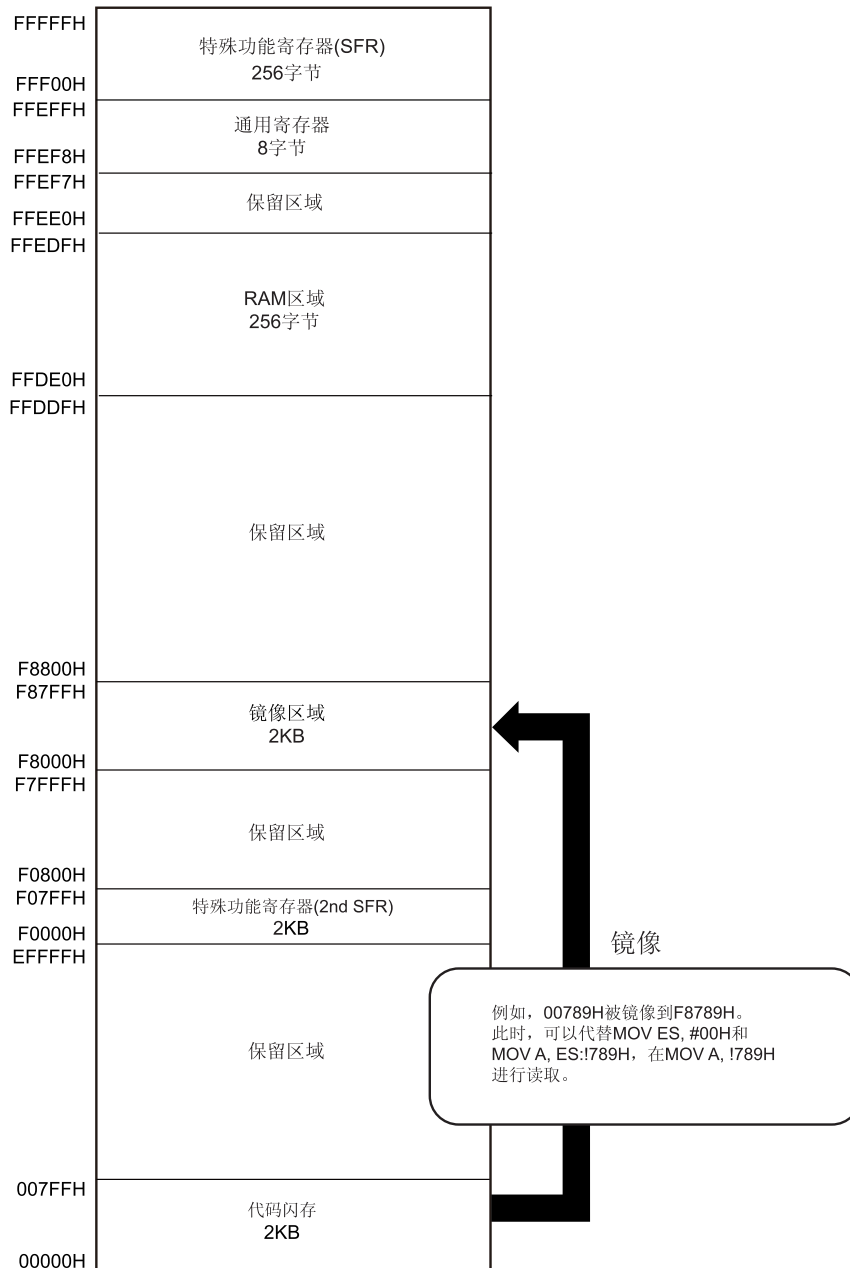 FFFFFH
特殊功能寄存器(SFR)
256字节
FFF00H
FFEFFH
通用寄存器
8字节
FFEF8H
FFEF7H
保留区域
FFEE0H
FFEDFH
RAM区域
256字节
FFDE0H
FFDDFH
保留区域
F8800H
F87FFH
镜像区域
2KB
F8000H
F7FFFH
保留区域
F0800H
F07FFH
特殊功能寄存器(2nd SFR)
2KB
F0000H
EFFFFH
镜像
例如，00789H被镜像到F8789H。
此时，可以代替MOV ES, #00H和
MOV A, ES:!789H，在MOV A, !789H
进行读取。
保留区域
007FFH
代码闪存
2KB
00000H